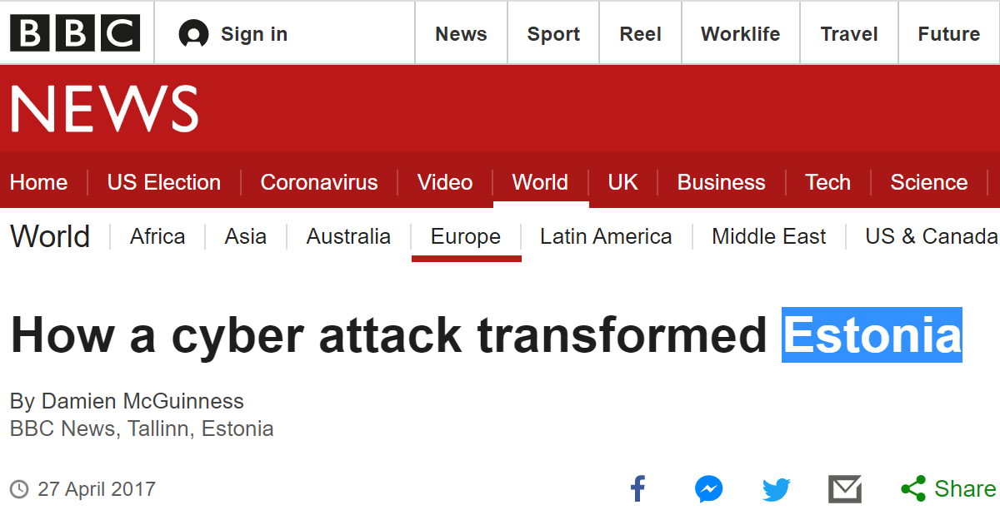 BBC Sign in News Sport Reel Worklife Travel Future
NEWS
Home US Election Coronavirus Video World UK Business Tech Science
World Africa Asia Australia Europe Latin America Middle East US & Canada
How a cyber attack transformed Estonia
By Damien McGuinness
BBC News, Tallinn, Estonia
27 April 2017 Share